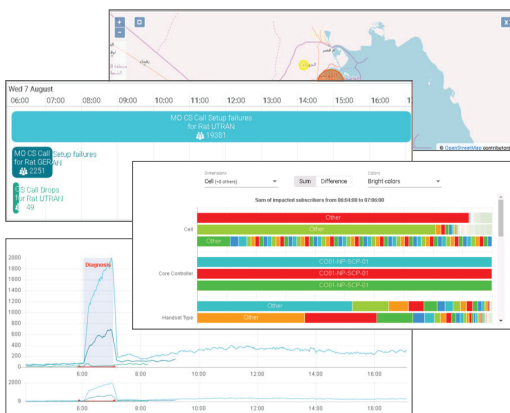 +
−
X
© OpenStreetMap contributors
Wed 7 August
06:00 07:00 08:00 09:00 10:00 11:00 12:00 13:00 14:00 15:00 16:00 1
MO CS Call Setup failures
for Rat UTRAN
19381
MO CS Call Setup failures
for Rat GERAN
2251
CS Call Drops
for Rat UTRAN
49
Dimensions
Cell (+6 others)
Sum Difference
Colors
Bright colors
Sum of impacted subscribers from 06:04:00 to 07:06:00
Cell
Other
Other
Other
Core Controller
CO01-NP-SCP-01
CO01-NP-SCP-01
CO01-NP-SCP-01
Handset Type
Other
Other
2000
1800
1600
1400
1200
1000
800
600
400
200
0
Diagnosis
6:00 8:00 10:00 12:00 14:00 16:00
2000
0
6:00 8:00 10:00 12:00 14:00 16:00